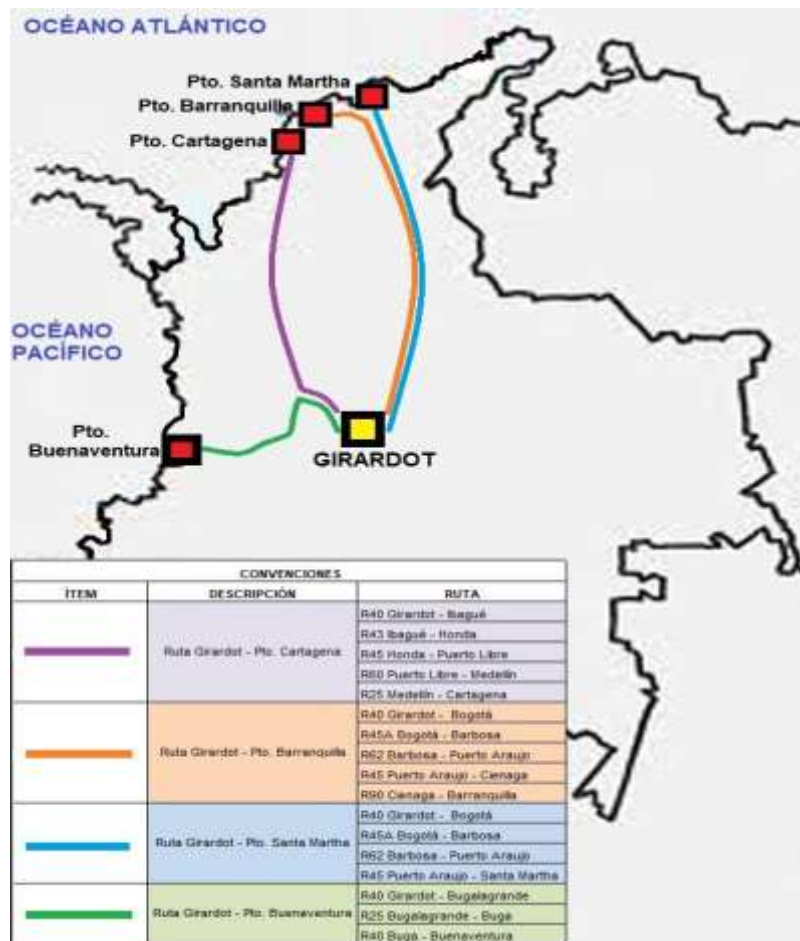 OCÉANO ATLÁNTICO
Pto. Santa Martha
Pto. Barranquilla
Pto. Cartagena
OCÉANO
PACÍFICO
Pto.
Buenaventura
GIRARDOT
CONVENCIONES
ÍTEM DESCRIPCIÓN RUTA
Ruta Girardot - Pto. Cartagena
R40 Girardot - Ibagué
R43 Ibagué - Honda
R45 Honda - Puerto Libre
R60 Puerto Libre - Medellín
R25 Medellín - Cartagena
Ruta Girardot - Pto. Barranquilla
R40 Girardot - Bogotá
R45A Bogotá - Barbosa
R62 Barbosa - Puerto Araujo
R45 Puerto Araujo - Cienaga
R90 Cienaga - Barranquilla
Ruta Girardot - Pto. Santa Martha
R40 Girardot - Bogotá
R45A Bogotá - Barbosa
R62 Barbosa - Puerto Araujo
R45 Puerto Araujo - Santa Martha
Ruta Girardot - Pto. Buenaventura
R40 Girardot - Bugalagrande
R25 Bugalagrande - Buga
R40 Buga - Buenaventura